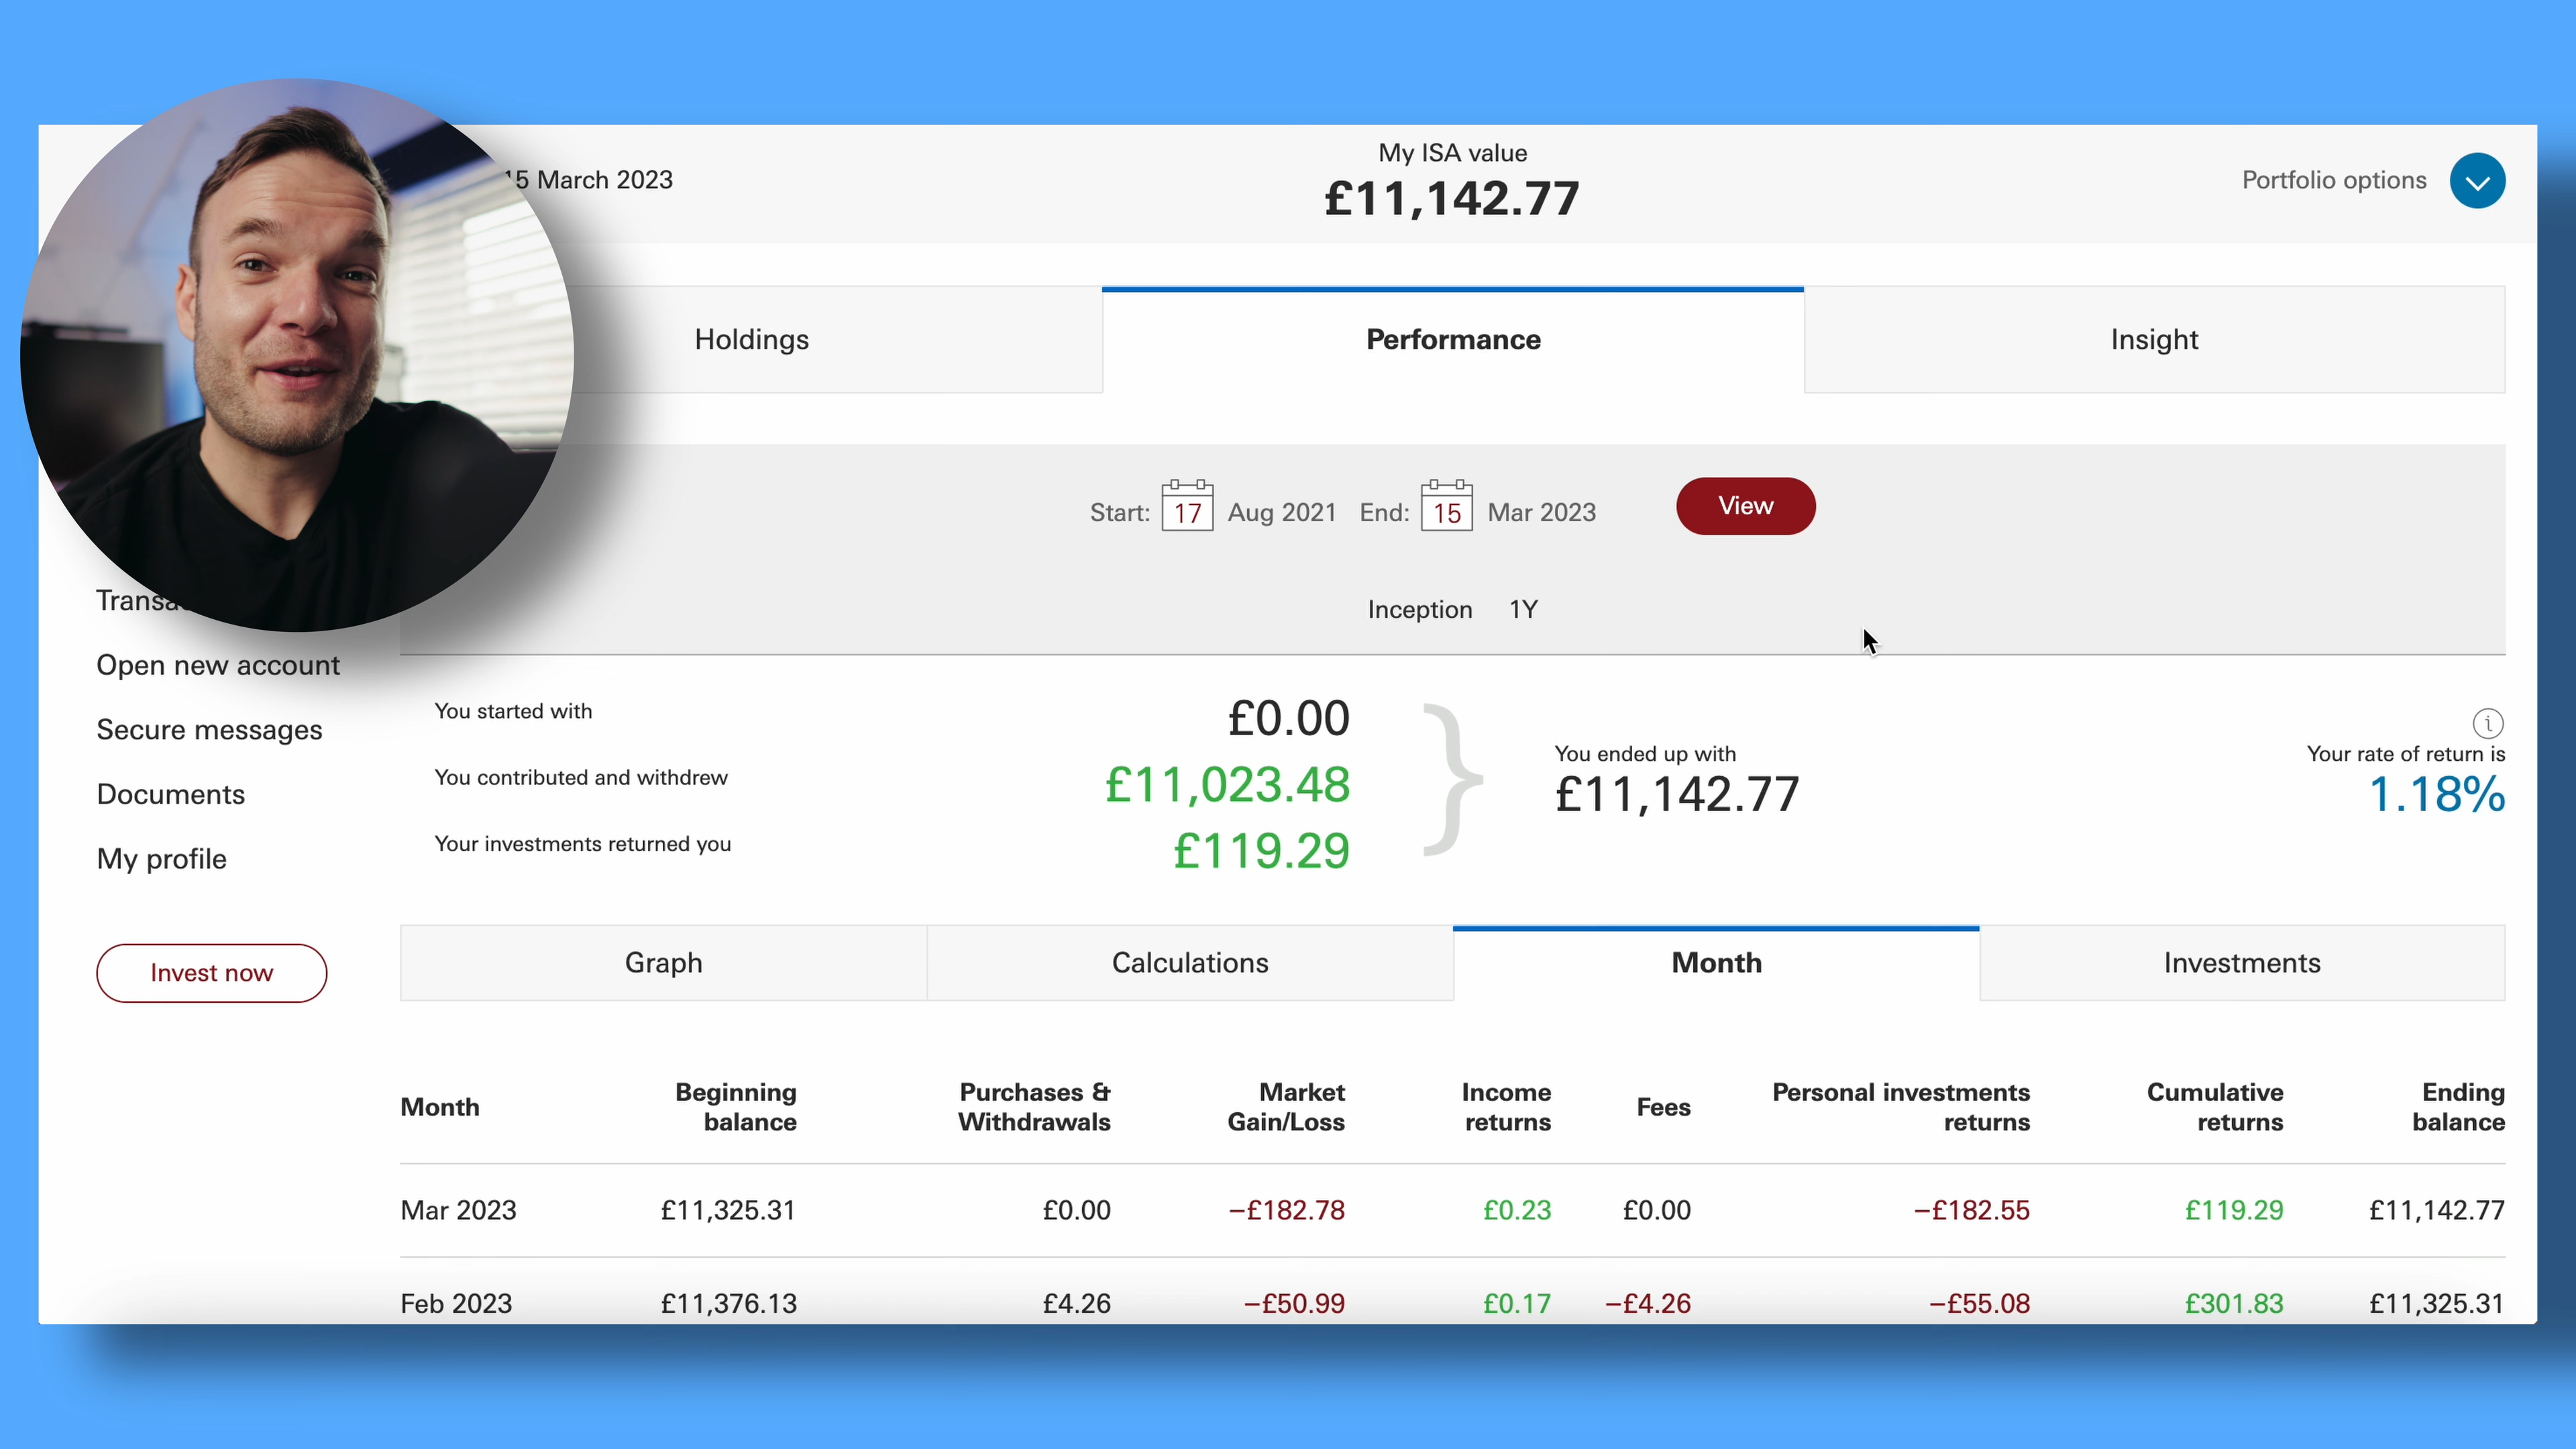 15 March 2023
My ISA value
£11,142.77
Portfolio options
Holdings
Performance
Insight
Start: 17 Aug 2021 End: 15 Mar 2023
View
Inception 1Y
Open new account
Secure messages
Documents
My profile
Invest now
You started with £0.00
You contributed and withdrew £11,023.48
Your investments returned you £119.29
You ended up with
£11,142.77
Your rate of return is
1.18%
Graph
Calculations
Month
Investments
Month
Beginning
balance
Purchases &
Withdrawals
Market
Gain/Loss
Income
returns
Fees
Personal investments
returns
Cumulative
returns
Ending
balance
Mar 2023 £11,325.31 £0.00 –£182.78 £0.23 £0.00 –£182.55 £119.29 £11,142.77
Feb 2023 £11,376.13 £4.26 –£50.99 £0.17 –£4.26 –£55.08 £301.83 £11,325.31